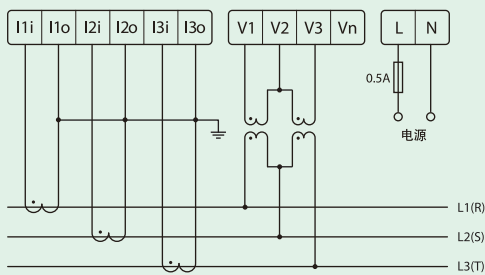 I1i I1o I2i I2o I3i I3o V1 V2 V3 Vn L N
0.5A
电源
L1(R)
L2(S)
L3(T)